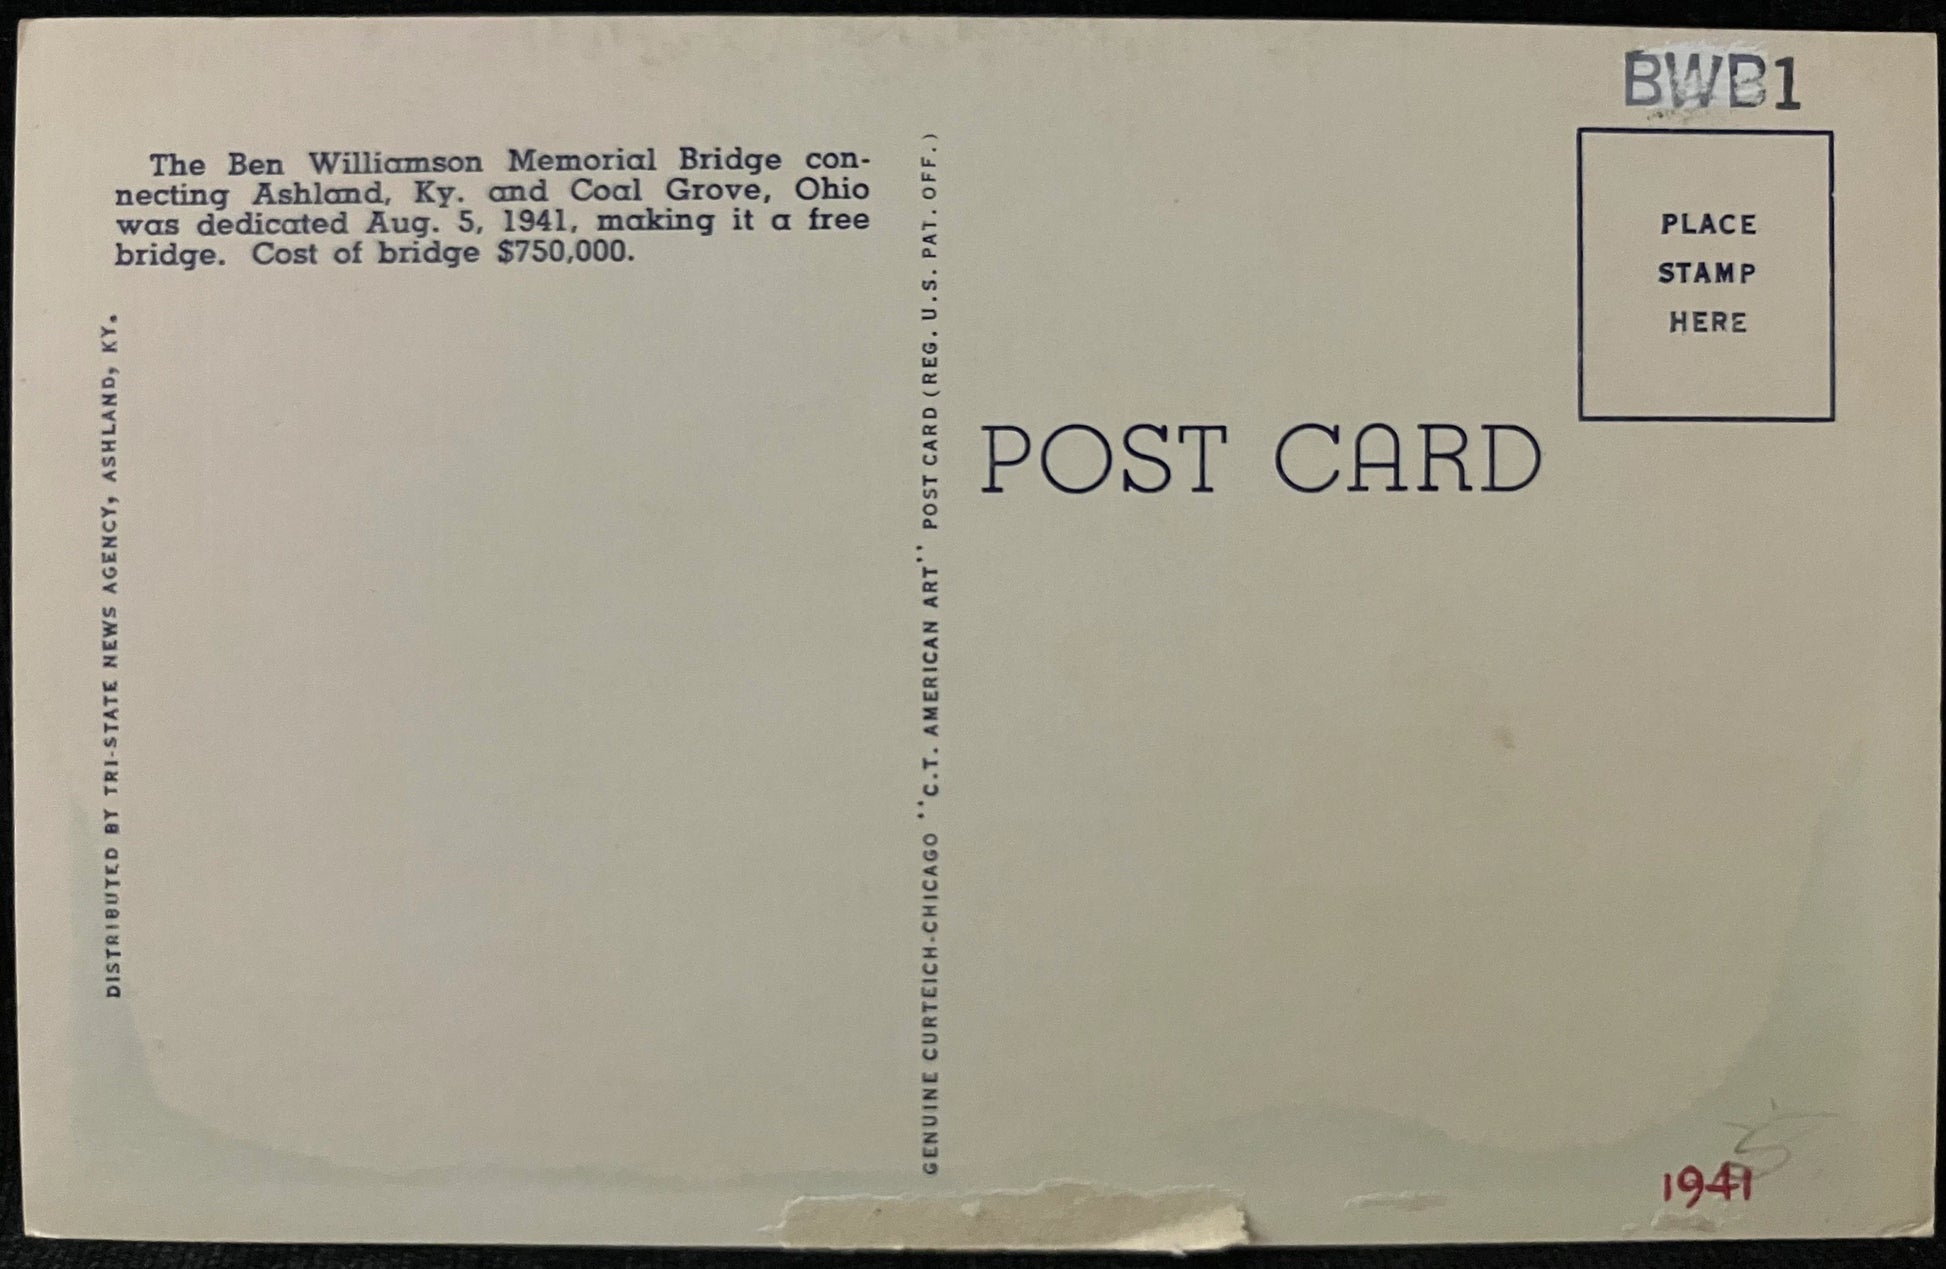 BWB1
The Ben Williamson Memorial Bridge con-
necting Ashland, Ky. and Coal Grove, Ohio
was dedicated Aug. 5, 1941, making it a free
bridge. Cost of bridge $750,000.
DISTRIBUTED BY TRI-STATE NEWS AGENCY, ASHLAND, KY.
GENUINE CURTEICH-CHICAGO "C.T. AMERICAN ART" POST CARD (REG. U.S. PAT. OFF.)
PLACE
STAMP
HERE
POST CARD
1941